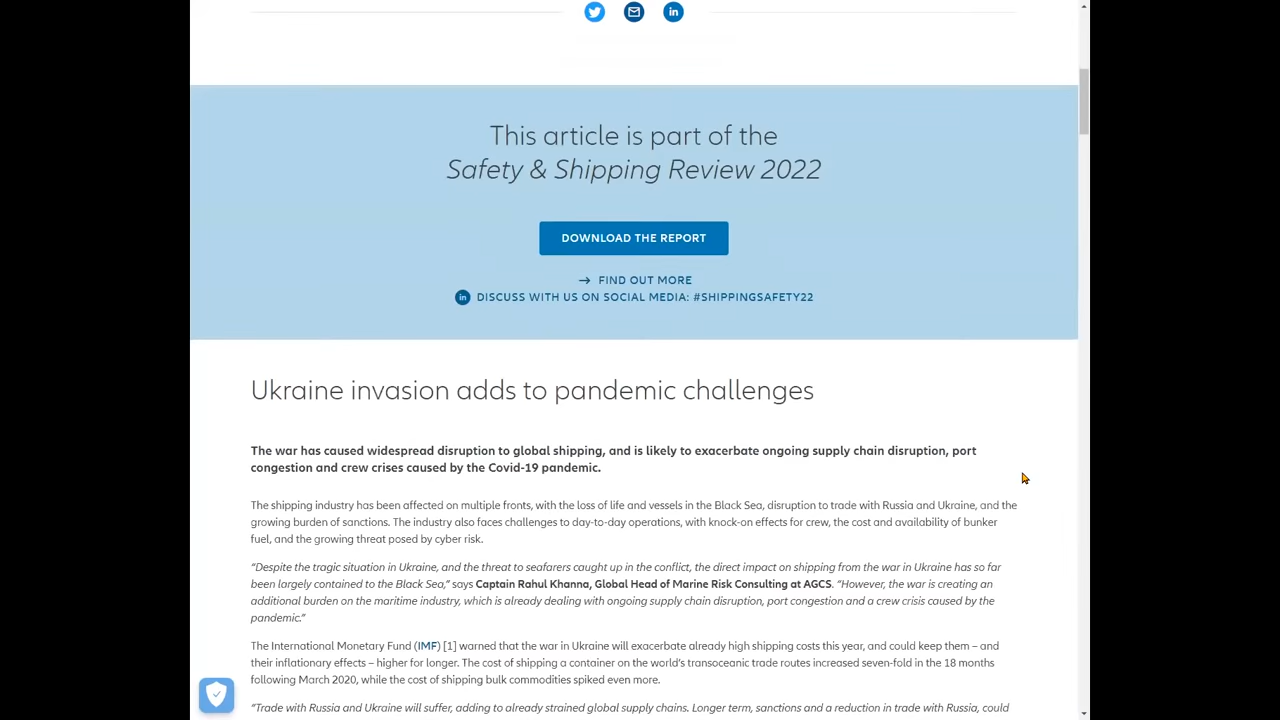 This article is part of the
Safety & Shipping Review 2022
DOWNLOAD THE REPORT
→ FIND OUT MORE
in DISCUSS WITH US ON SOCIAL MEDIA: #SHIPPINGSAFETY22
Ukraine invasion adds to pandemic challenges
The war has caused widespread disruption to global shipping, and is likely to exacerbate ongoing supply chain disruption, port
congestion and crew crises caused by the Covid-19 pandemic.
The shipping industry has been affected on multiple fronts, with the loss of life and vessels in the Black Sea, disruption to trade with Russia and Ukraine, and the
growing burden of sanctions. The industry also faces challenges to day-to-day operations, with knock-on effects for crew, the cost and availability of bunker
fuel, and the growing threat posed by cyber risk.
“Despite the tragic situation in Ukraine, and the threat to seafarers caught up in the conflict, the direct impact on shipping from the war in Ukraine has so far
been largely contained to the Black Sea,” says Captain Rahul Khanna, Global Head of Marine Risk Consulting at AGCS. “However, the war is creating an
additional burden on the maritime industry, which is already dealing with ongoing supply chain disruption, port congestion and a crew crisis caused by the
pandemic.”
The International Monetary Fund (IMF) [1] warned that the war in Ukraine will exacerbate already high shipping costs this year, and could keep them – and
their inflationary effects – higher for longer. The cost of shipping a container on the world’s transoceanic trade routes increased seven-fold in the 18 months
following March 2020, while the cost of shipping bulk commodities spiked even more.
“Trade with Russia and Ukraine will suffer, adding to already strained global supply chains. Longer term, sanctions and a reduction in trade with Russia, could